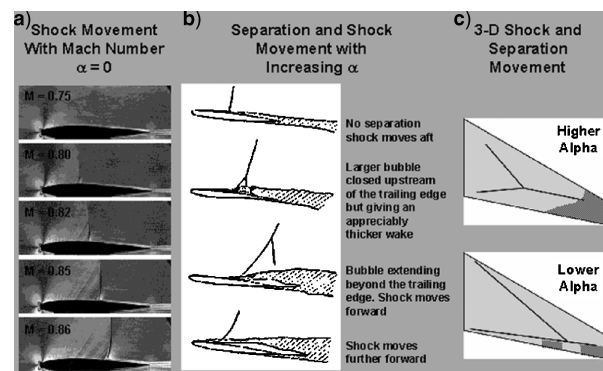 a) Shock Movement
With Mach Number
α = 0
M = 0.75
M = 0.80
M = 0.82
M = 0.85
M = 0.86
b) Separation and Shock
Movement with
Increasing α
No separation
shock moves aft
Larger bubble
closed upstream
of the trailing edge
but giving an
appreciably
thicker wake
Bubble extending
beyond the trailing
edge. Shock moves
forward
Shock moves
further forward
c) 3-D Shock and
Separation
Movement
Higher
Alpha
Lower
Alpha